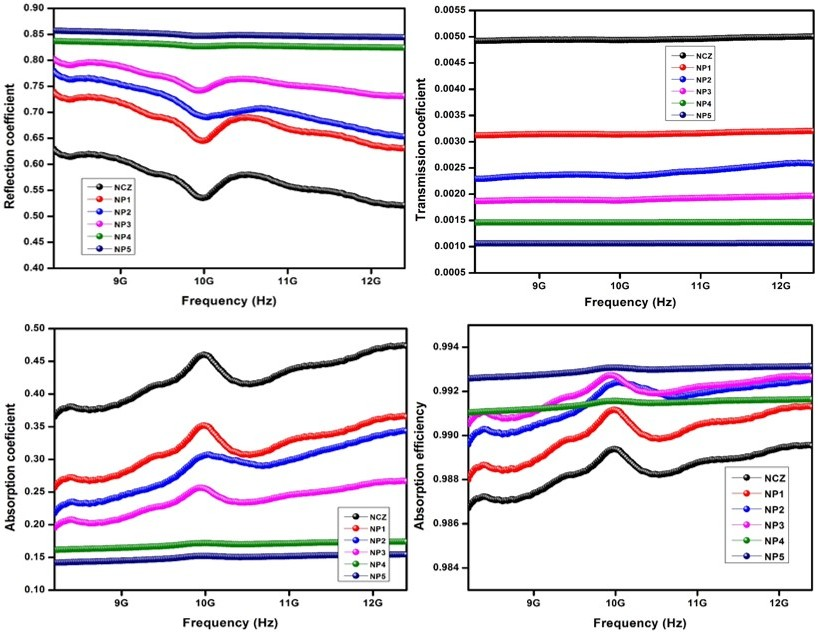 0.90
0.85
0.80
0.75
0.70
0.65
0.60
0.55
0.50
0.45
0.40
Reflection coefficient
NCZ
NP1
NP2
NP3
NP4
NP5
9G 10G 11G 12G
Frequency (Hz)
0.0055
0.0050
0.0045
0.0040
0.0035
0.0030
0.0025
0.0020
0.0015
0.0010
0.0005
Transmission coefficient
NCZ
NP1
NP2
NP3
NP4
NP5
9G 10G 11G 12G
Frequency (Hz)
0.50
0.45
0.40
0.35
0.30
0.25
0.20
0.15
0.10
Absorption coeficient
NCZ
NP1
NP2
NP3
NP4
NP5
9G 10G 11G 12G
Frequency (Hz)
0.994
0.992
0.990
0.988
0.986
0.984
Absorption efficiency
NCZ
NP1
NP2
NP3
NP4
NP5
9G 10G 11G 12G
Frequency (Hz)